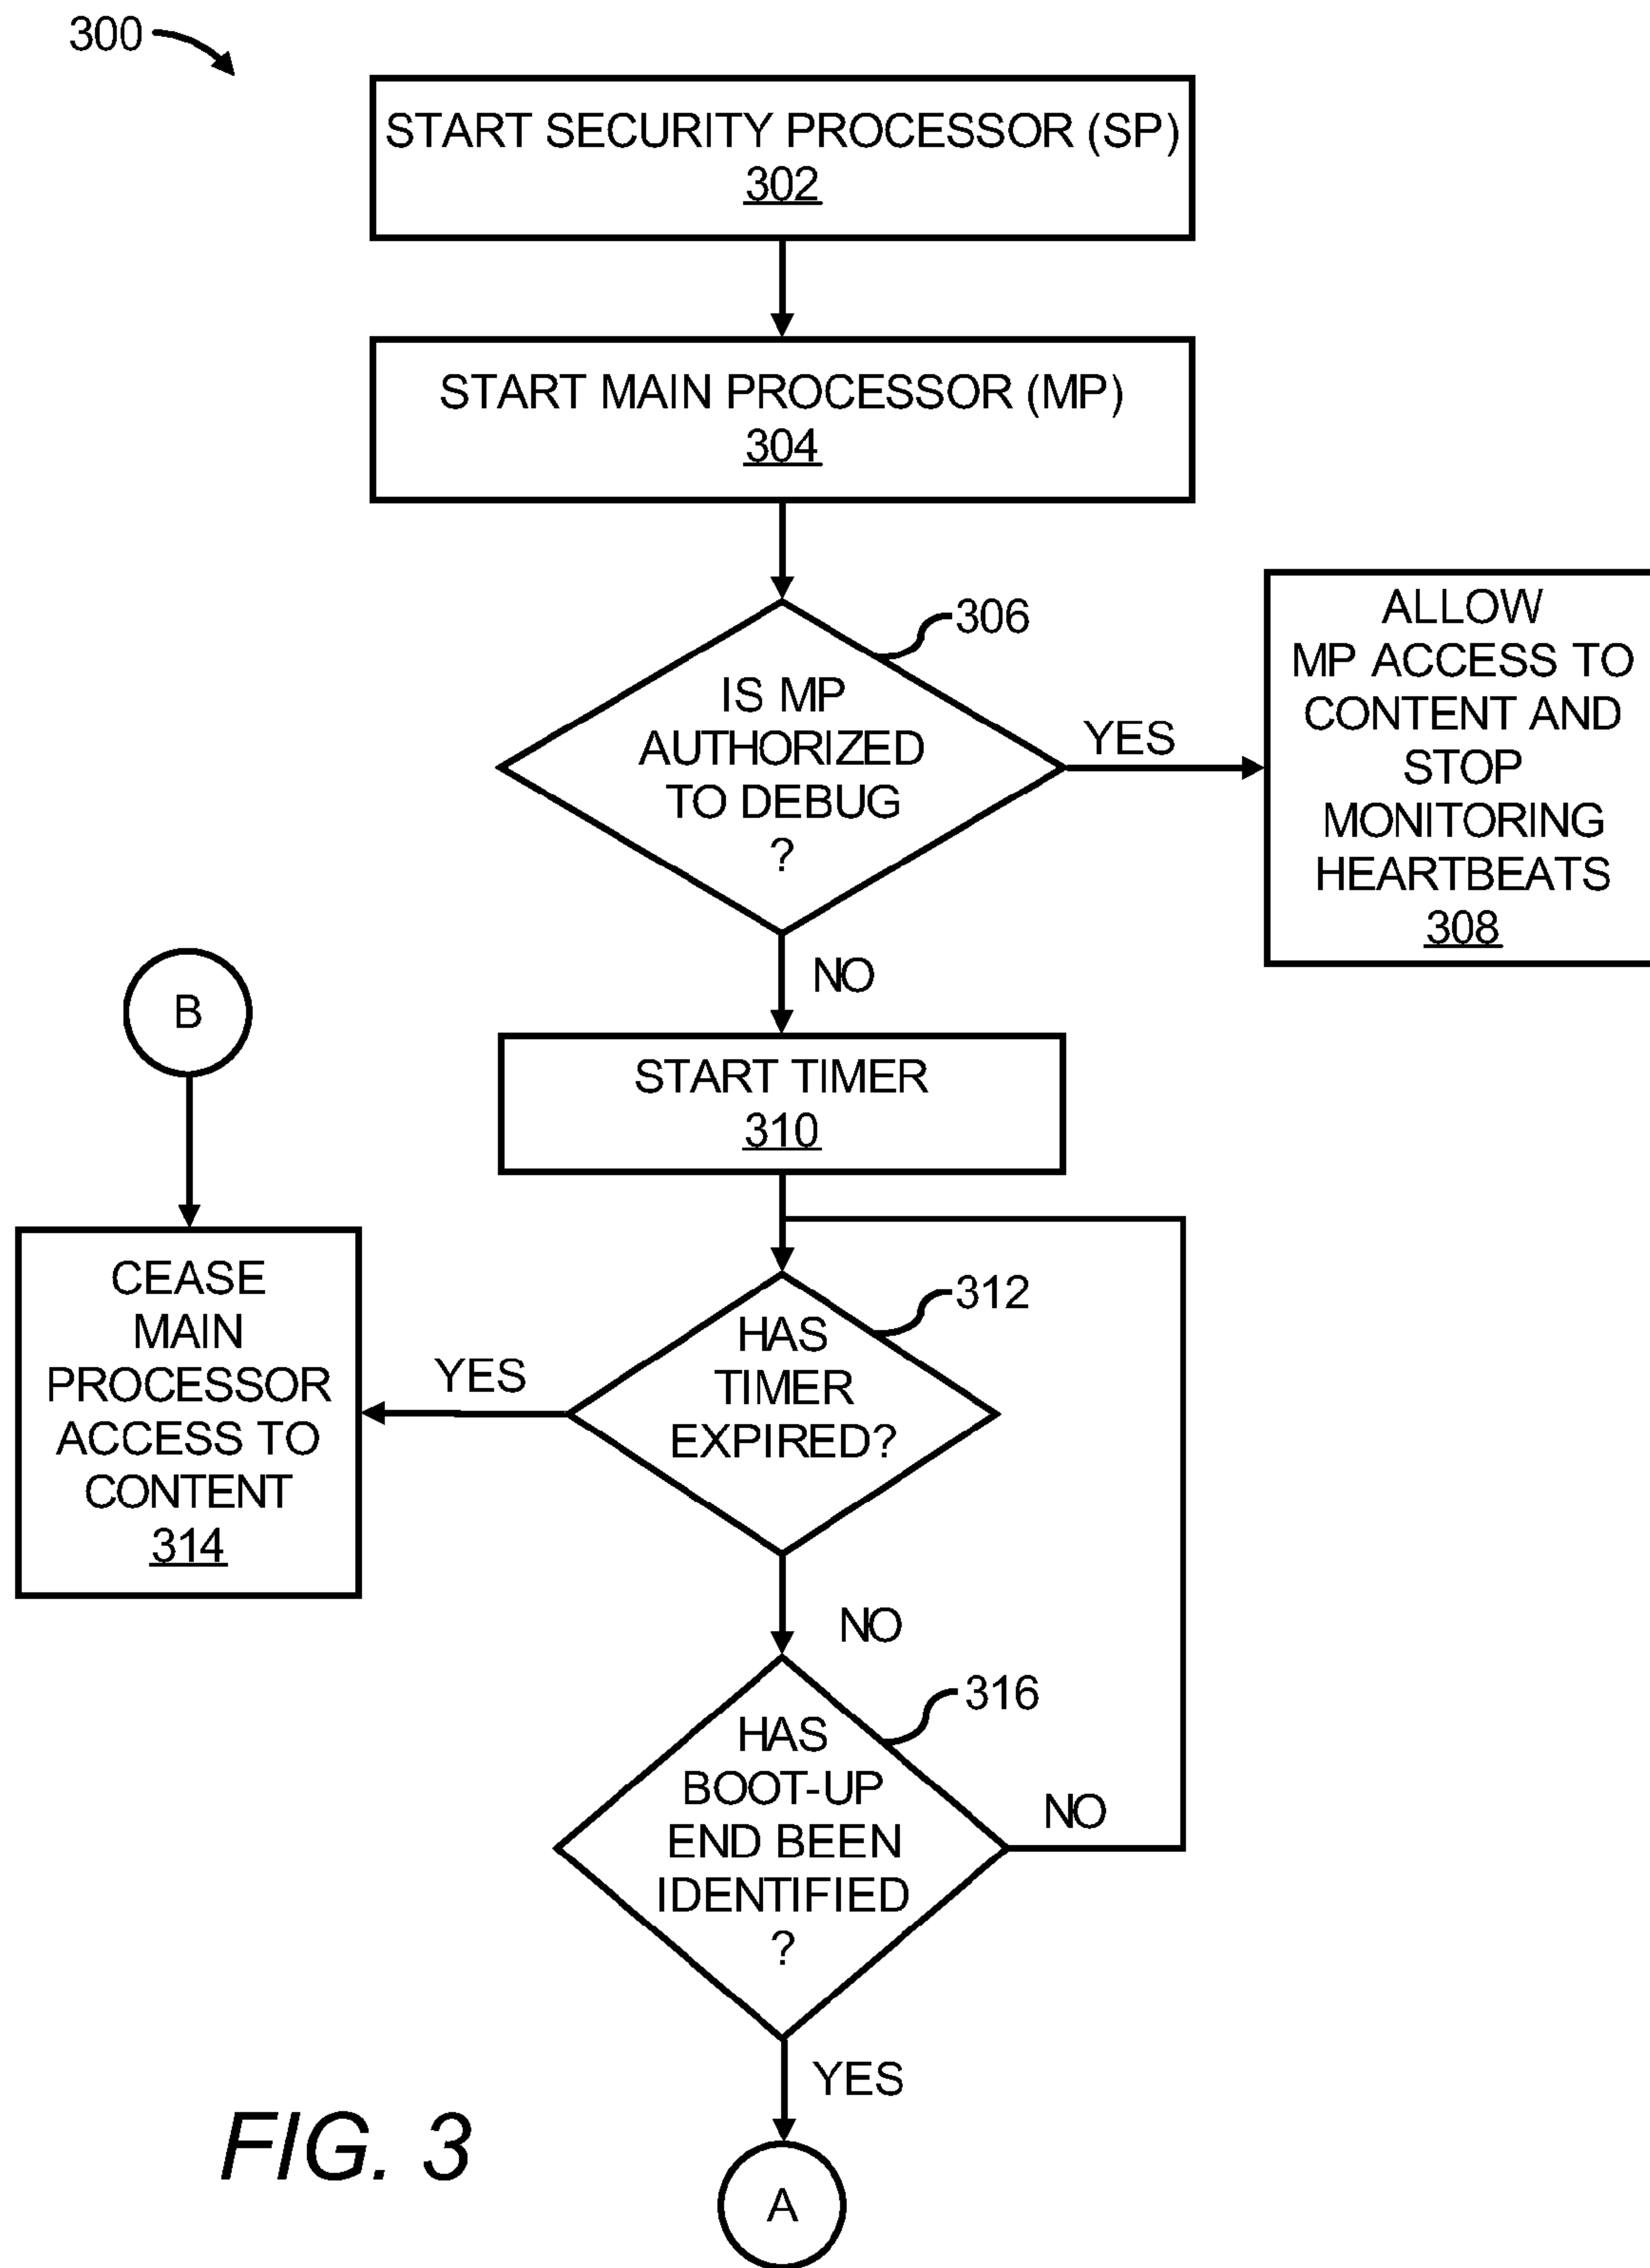 300
START SECURITY PROCESSOR (SP)
302
START MAIN PROCESSOR (MP)
304
306
IS MP
AUTHORIZED
TO DEBUG
?
YES
ALLOW
MP ACCESS TO
CONTENT AND
STOP
MONITORING
HEARTBEATS
308
NO
B
START TIMER
310
312
HAS
TIMER
EXPIRED?
YES
CEASE
MAIN
PROCESSOR
ACCESS TO
CONTENT
314
NO
316
HAS
BOOT-UP
END BEEN
IDENTIFIED
?
NO
YES
A
FIG. 3